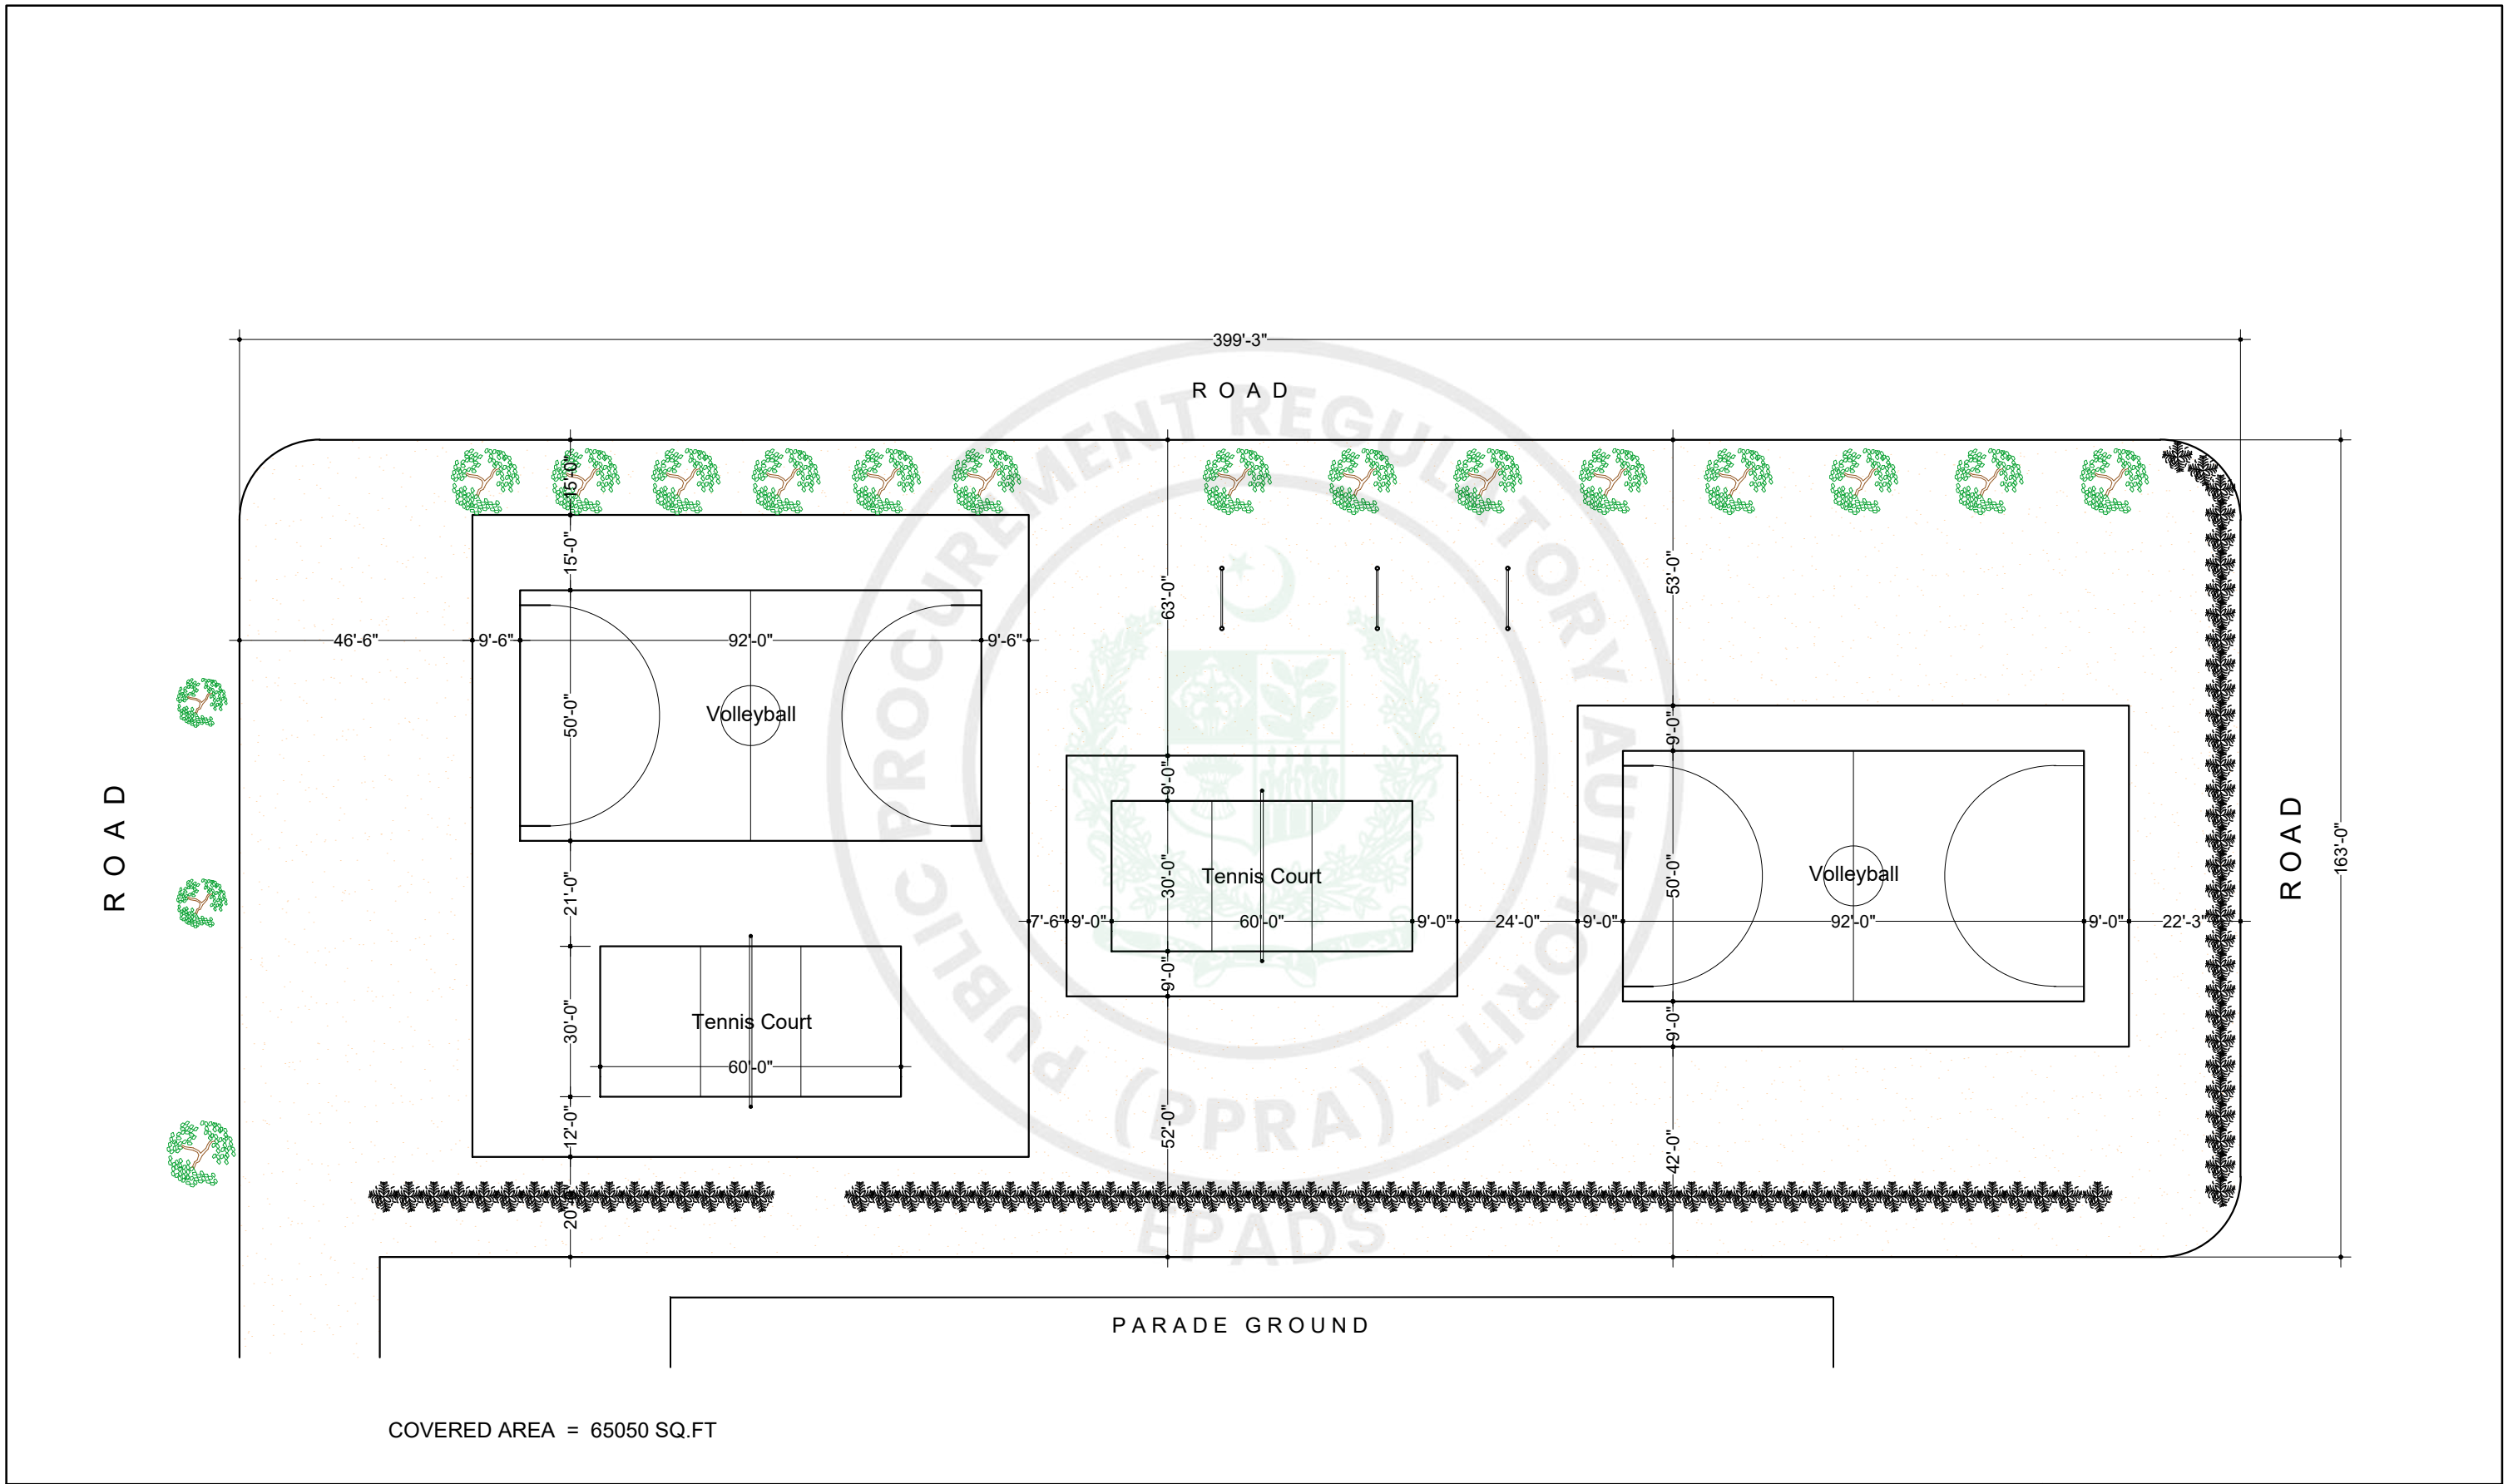 399'-3"
ROAD
15'-0"
15'-0"
63'-0"
53'-0"
46'-6"
9'-6"
92'-0"
9'-6"
50'-0"
Volleyball
9'-0"
9'-0"
ROAD
ROAD
163'-0"
21'-0"
30'-0"
Tennis Court
50'-0"
Volleyball
7'-6"
9'-0"
60'-0"
9'-0"
24'-0"
9'-0"
92'-0"
9'-0"
22'-3"
9'-0"
30'-0"
Tennis Court
9'-0"
60'-0"
12'-0"
52'-0"
42'-0"
PUBLIC PROCUREMENT REGULATORY AUTHORITY (PPRA)
EPADS
PARADE GROUND
COVERED AREA = 65050 SQ.FT